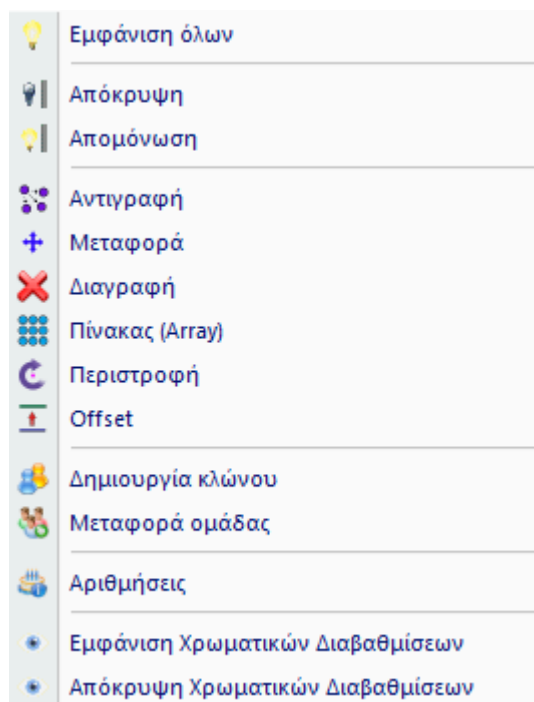 Εμφάνιση όλων
Απόκρυψη
Απομόνωση
Αντιγραφή
Μεταφορά
Διαγραφή
Πίνακας (Array)
Περιστροφή
Offset
Δημιουργία κλώνου
Μεταφορά ομάδας
Αριθμήσεις
Εμφάνιση Χρωματικών Διαβαθμίσεων
Απόκρυψη Χρωματικών Διαβαθμίσεων